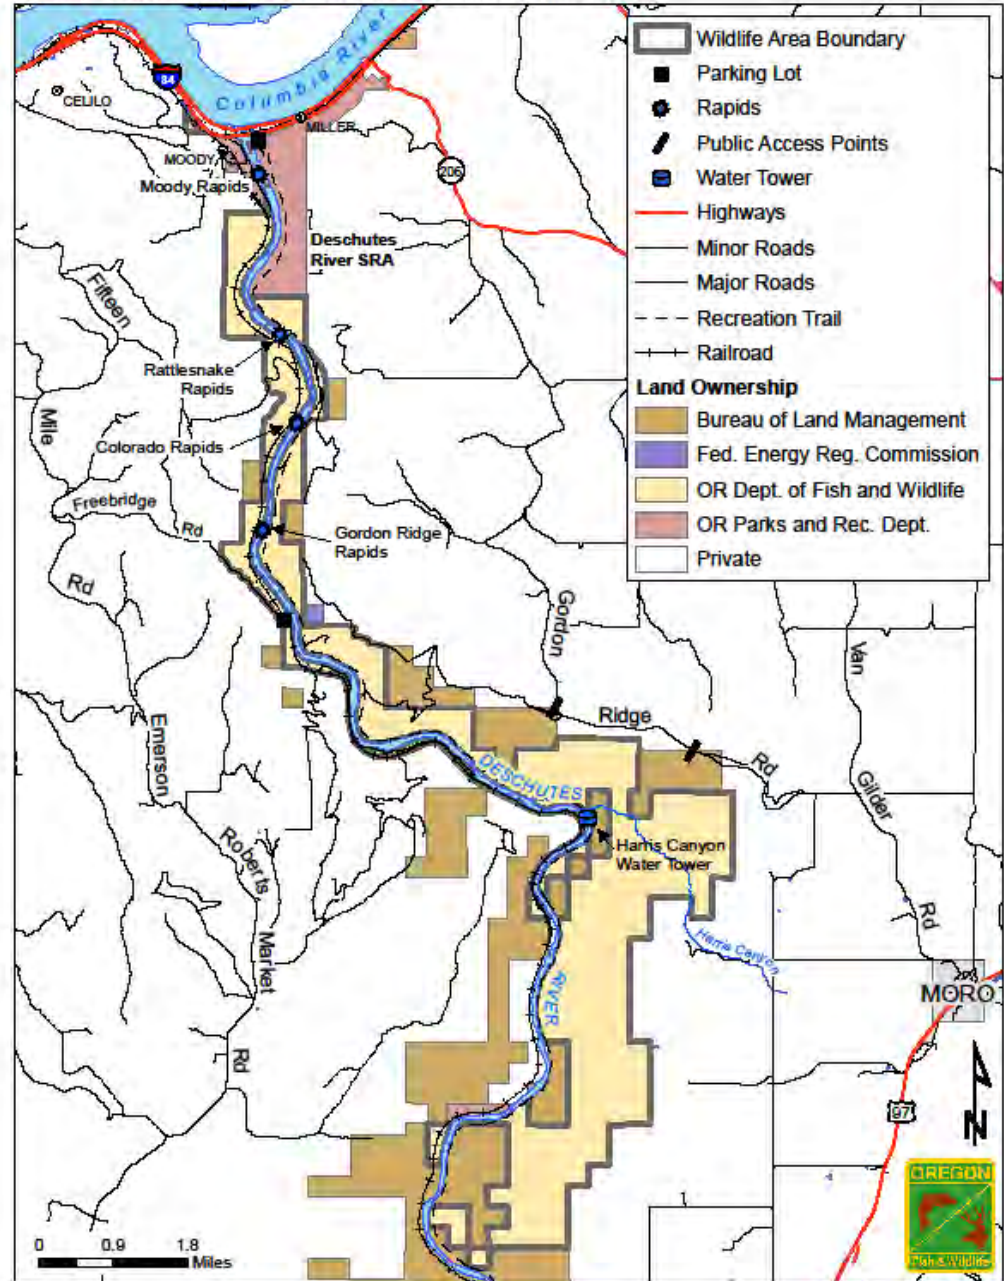 Columbia River
84
CELILO
MILLER
MOODY
Moody Rapids
206
Deschutes
River SRA
Wildlife Area Boundary
Parking Lot
Rapids
Public Access Points
Water Tower
Highways
Minor Roads
Major Roads
Recreation Trail
Railroad
Land Ownership
Bureau of Land Management
Fed. Energy Reg. Commission
OR Dept. of Fish and Wildlife
OR Parks and Rec. Dept.
Private
Fifteen
Mile
Rd
Rattlesnake
Rapids
Colorado Rapids
Freebridge
Rd
Gordon Ridge
Rapids
Gordon
Ridge
Rd
Van
Gilder
Rd
Emerson
Roberts
Market
Rd
DESCHUTES
RIVER
Harris Canyon
Water Tower
Harris Canyon
MORO
97
N
0 0.9 1.8
Miles
OREGON
Fish & Wildlife